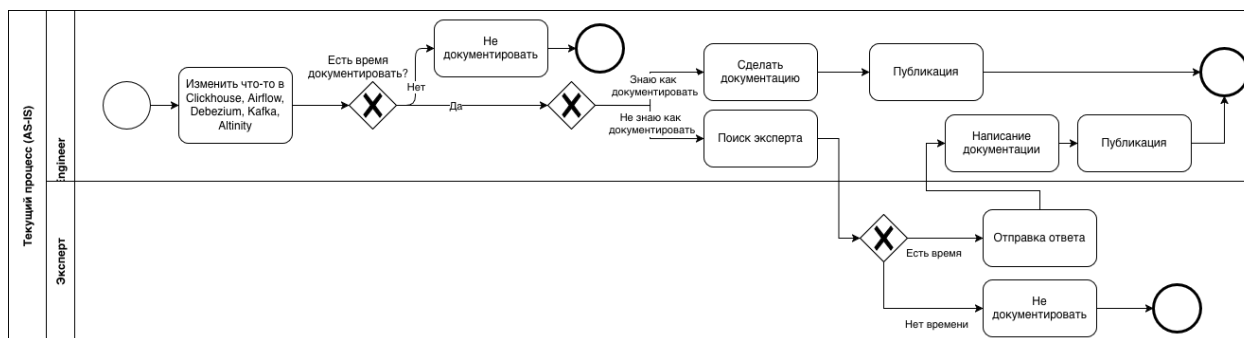 Текущий процесс (AS-IS)
Engineer
Изменить что-то в
Clickhouse, Airflow,
Debezium, Kafka,
Altinity
Есть время
документировать?
Нет
Да
Не
документировать
Знаю как
документировать
Не знаю как
документировать
Сделать
документацию
Публикация
Поиск эксперта
Написание
документации
Публикация
Эксперт
Есть время
Нет времени
Отправка ответа
Не
документировать